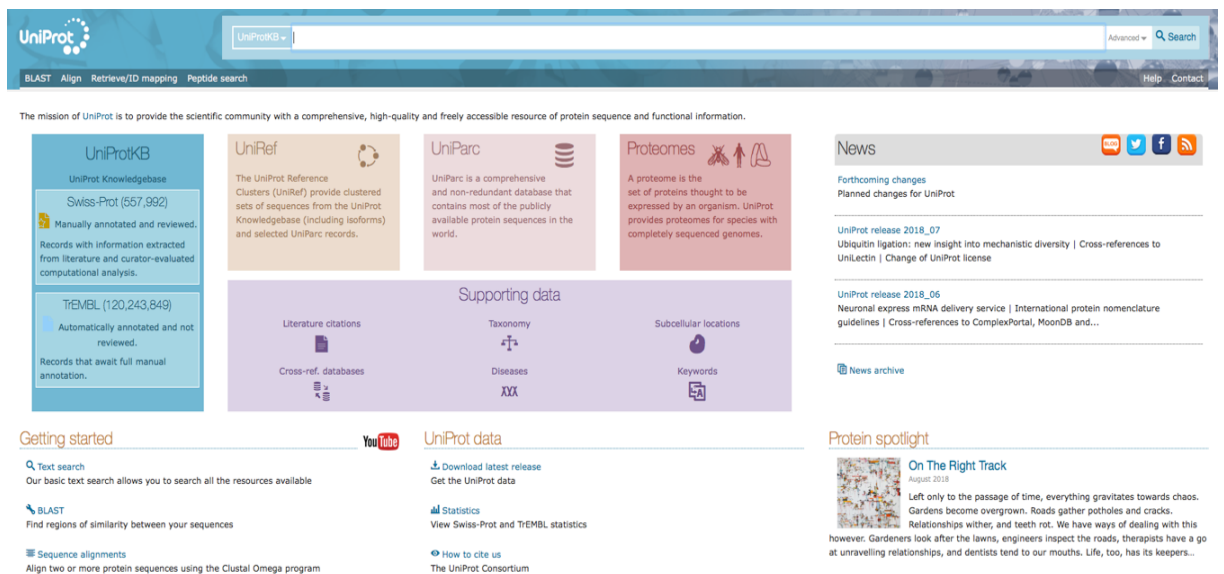 UniProt
UniProtKB
Advanced
Search
BLAST Align Retrieve/ID mapping Peptide search
Help Contact
The mission of UniProt is to provide the scientific community with a comprehensive, high-quality and freely accessible resource of protein sequence and functional information.
UniProtKB
UniProt Knowledgebase
Swiss-Prot (557,992)
Manually annotated and reviewed.
Records with information extracted
from literature and curator-evaluated
computational analysis.
TrEMBL (120,243,849)
Automatically annotated and not
reviewed.
Records that await full manual
annotation.
UniRef
The UniProt Reference
Clusters (UniRef) provide clustered
sets of sequences from the UniProt
Knowledgebase (including isoforms)
and selected UniParc records.
UniParc
UniParc is a comprehensive
and non-redundant database that
contains most of the publicly
available protein sequences in the
world.
Proteomes
A proteome is the
set of proteins thought to be
expressed by an organism. UniProt
provides proteomes for species with
completely sequenced genomes.
Supporting data
Literature citations
Taxonomy
Subcellular locations
Cross-ref. databases
Diseases
Keywords
News
BLOG
Forthcoming changes
Planned changes for UniProt
UniProt release 2018_07
Ubiquitin ligation: new insight into mechanistic diversity | Cross-references to
UniLectin | Change of UniProt license
UniProt release 2018_06
Neuronal express mRNA delivery service | International protein nomenclature
guidelines | Cross-references to ComplexPortal, MoonDB and...
News archive
Getting started
YouTube
Text search
Our basic text search allows you to search all the resources available
BLAST
Find regions of similarity between your sequences
Sequence alignments
Align two or more protein sequences using the Clustal Omega program
UniProt data
Download latest release
Get the UniProt data
Statistics
View Swiss-Prot and TrEMBL statistics
How to cite us
The UniProt Consortium
Protein spotlight
On The Right Track
August 2018
Left only to the passage of time, everything gravitates towards chaos.
Gardens become overgrown. Roads gather potholes and cracks.
Relationships wither, and teeth rot. We have ways of dealing with this
however. Gardeners look after the lawns, engineers inspect the roads, therapists have a go
at unravelling relationships, and dentists tend to our mouths. Life, too, has its keepers...